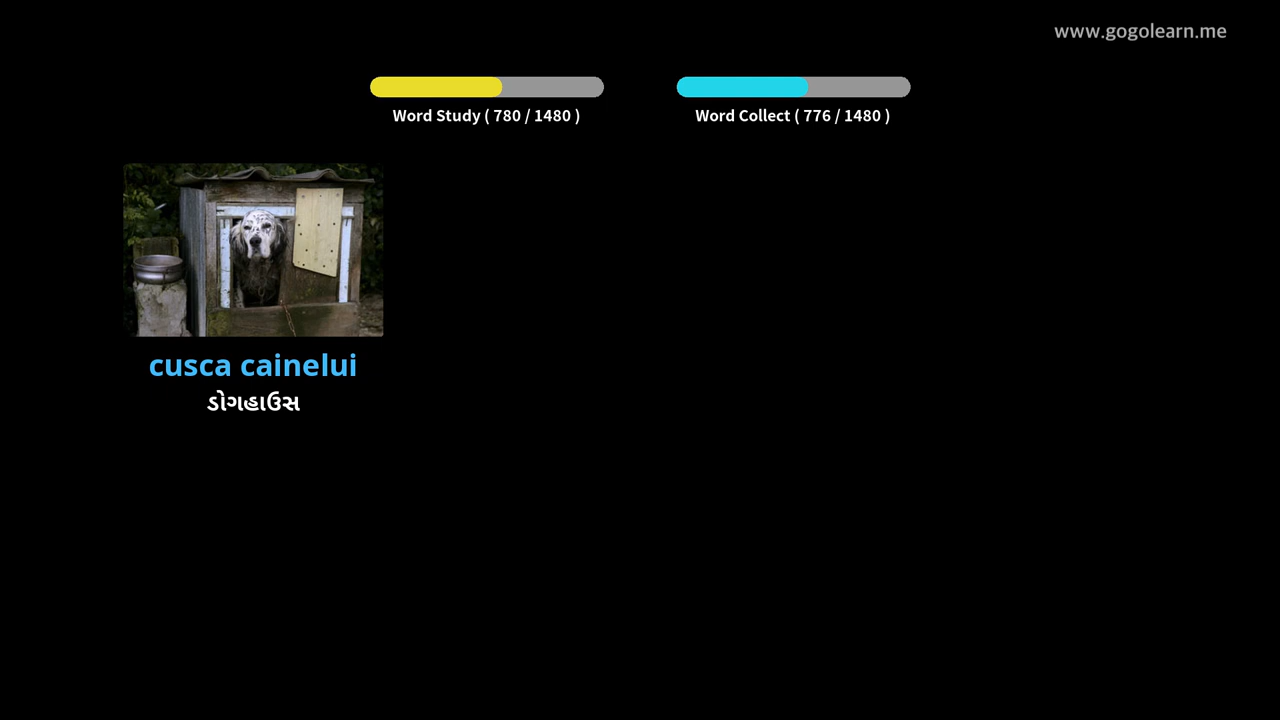 www.gogolearn.me
Word Study ( 780 / 1480 )
Word Collect ( 776 / 1480 )
cusca cainelui
ડોગહાઉસ